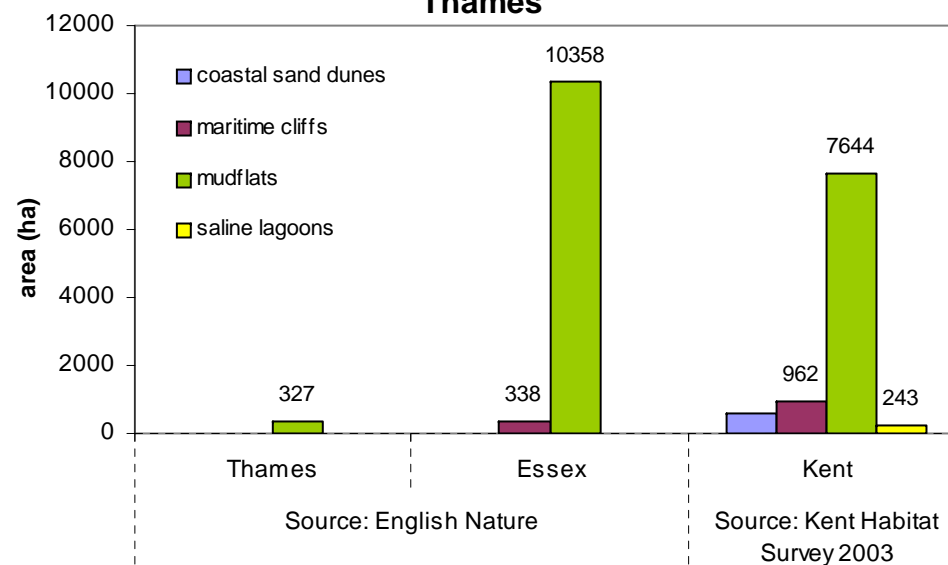 Thames
12000
10000
8000
6000
4000
2000
0
area (ha)
coastal sand dunes
maritime cliffs
mudflats
saline lagoons
327
338
10358
962
7644
243
Thames
Essex
Kent
Source: English Nature
Source: Kent Habitat
Survey 2003